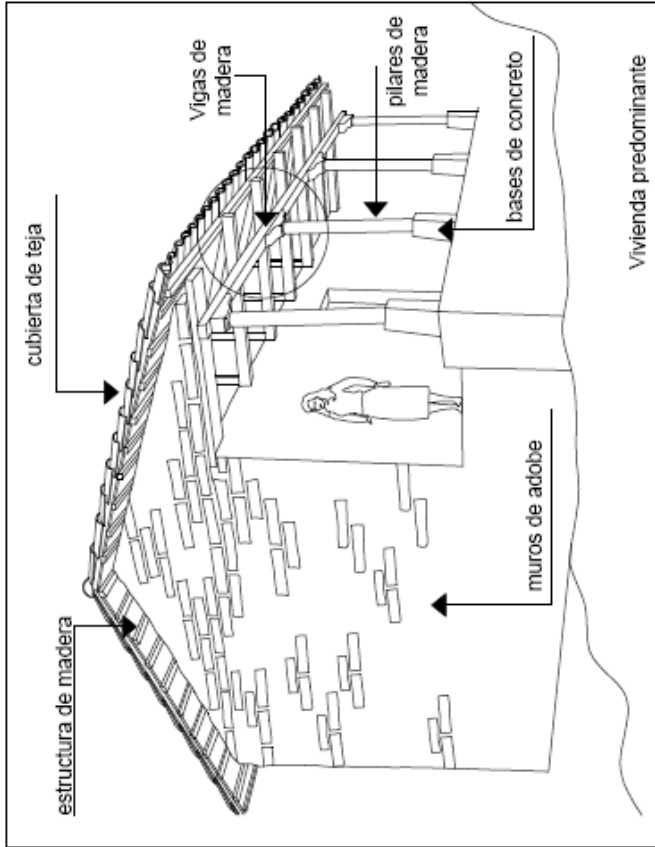 cubierta de teja
estructura de madera
Vigas de
madera
pilares de
madera
bases de concreto
muros de adobe
Vivienda predominante